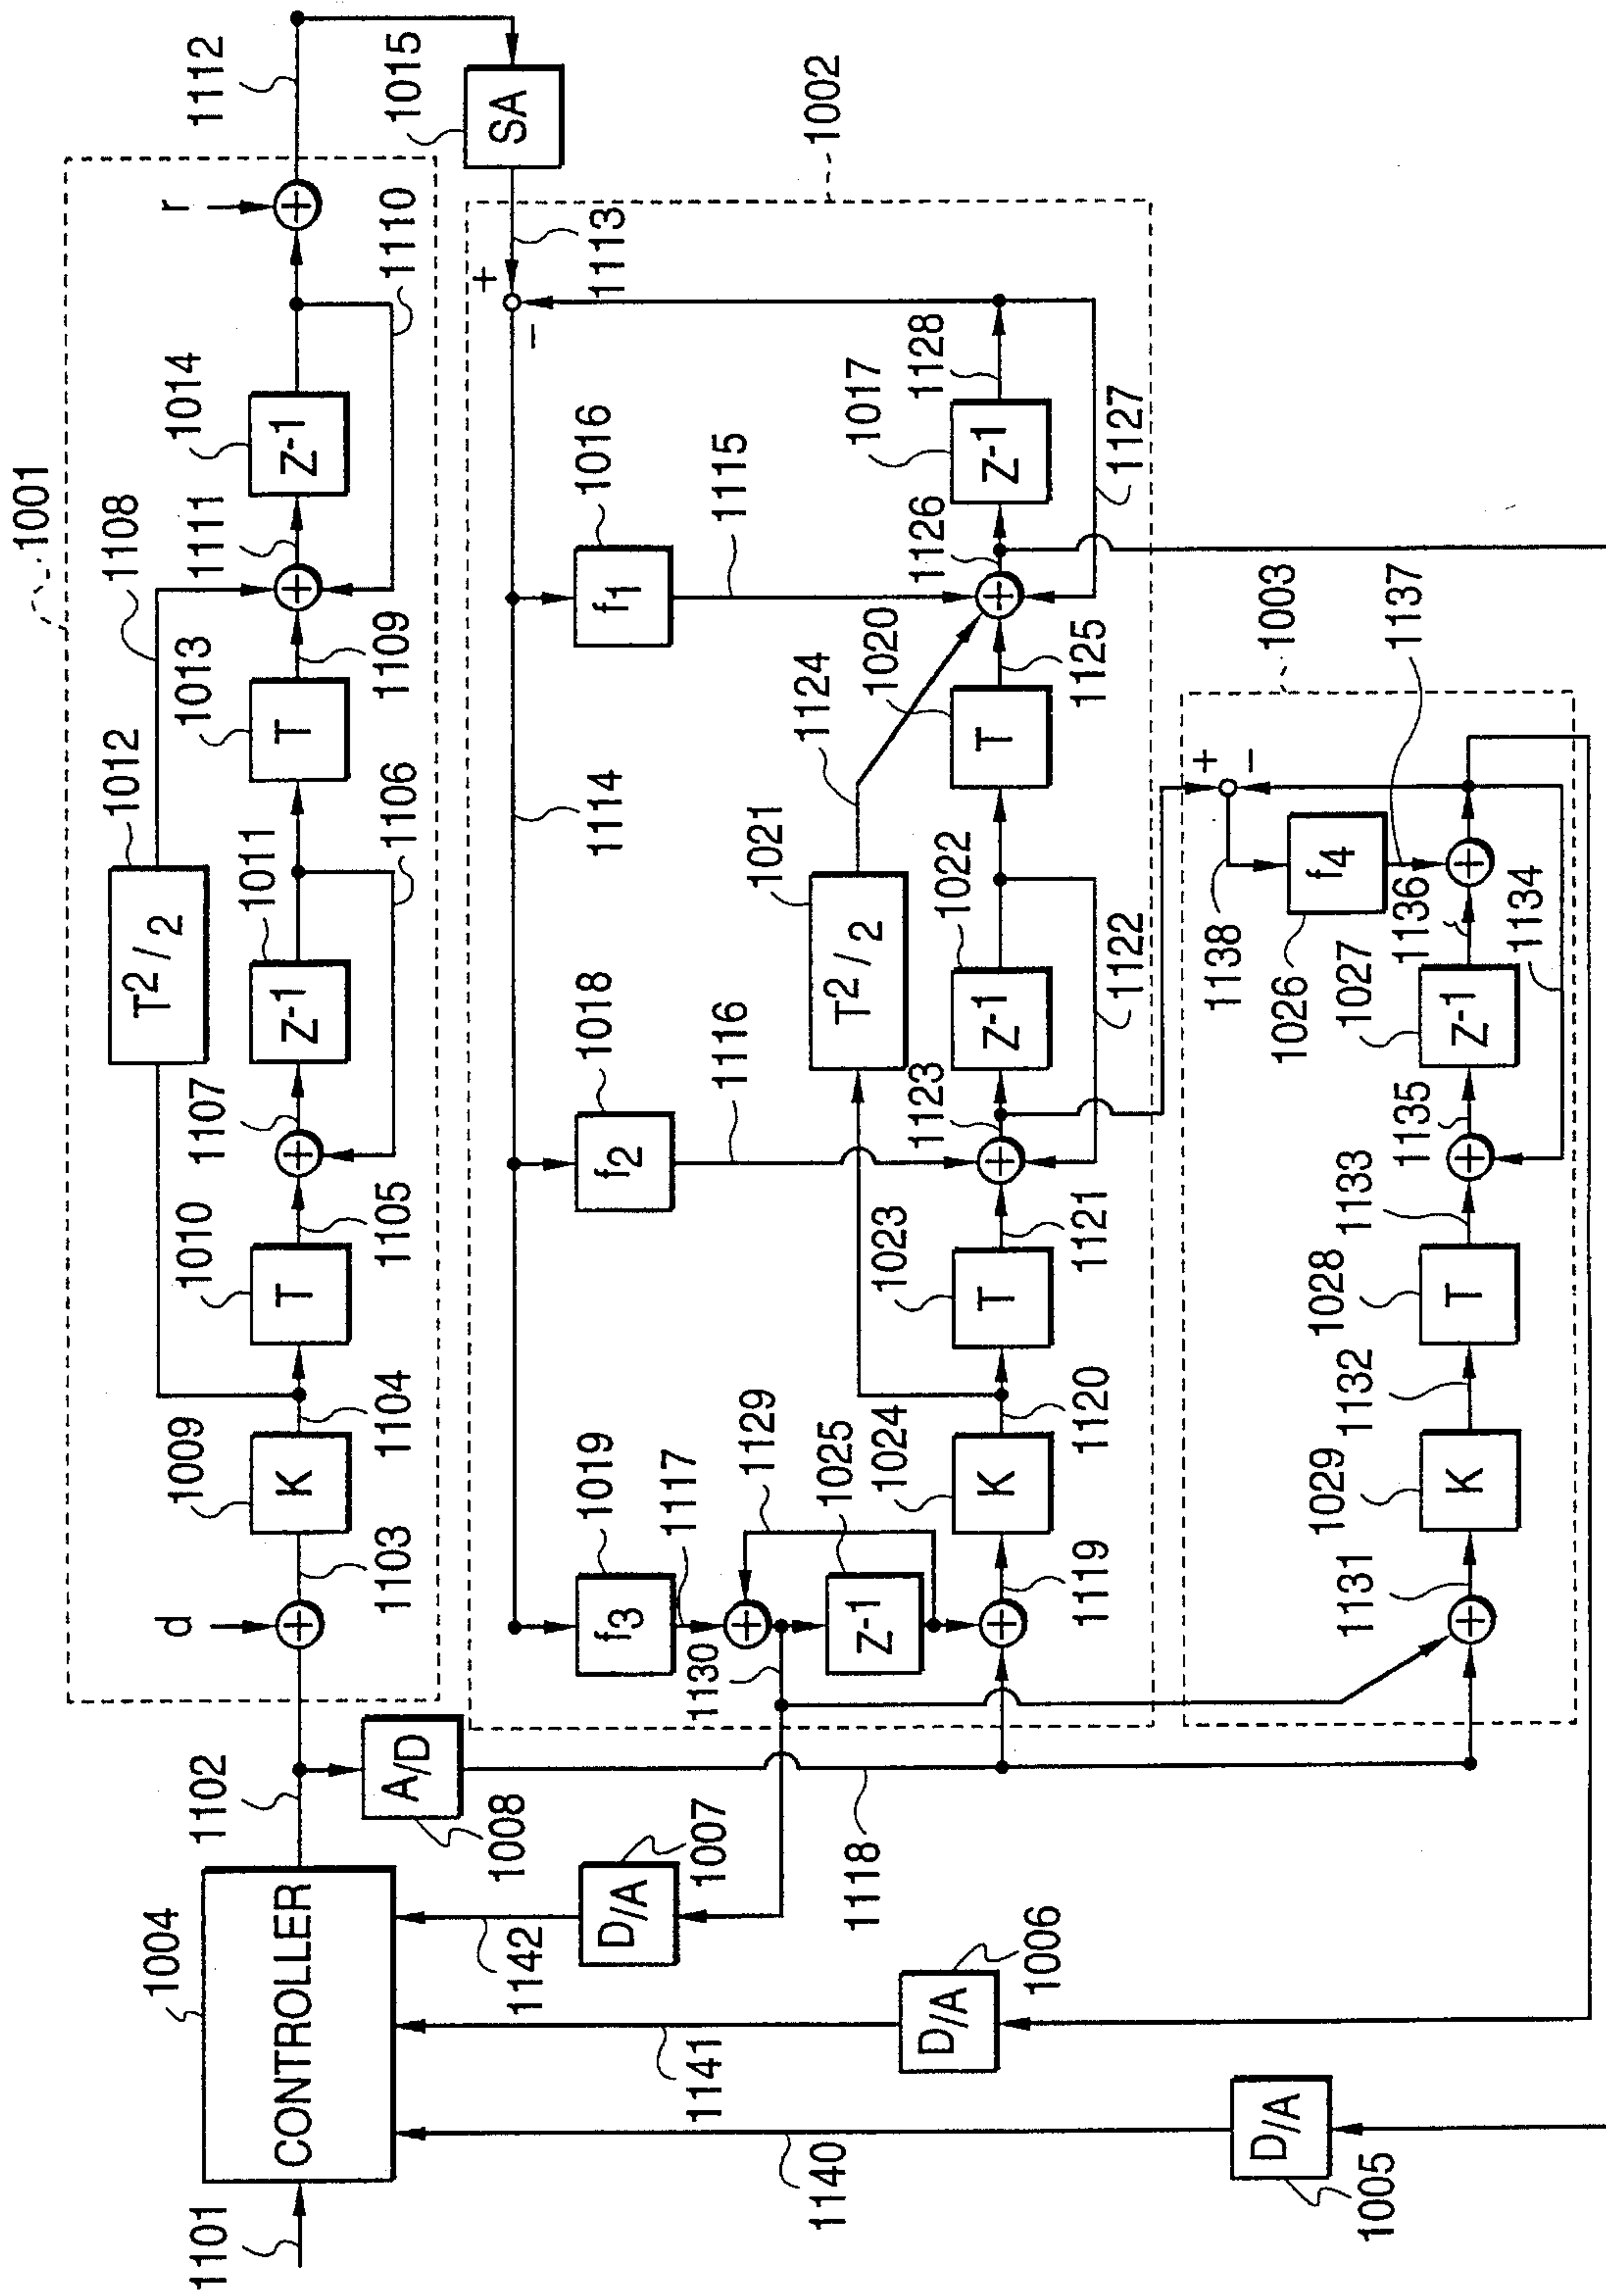 1001
1108
1012
T²/2
1004
CONTROLLER
1101
1102
d
1103
1009
K
1104
1010
T
1105
1107
1011
Z-1
1106
1013
T
1109
1111
1014
Z-1
1110
r
1112
1015
SA
1002
1113
+
-
1114
A/D
1008
1019
f3
1117
1018
f2
1116
1016
f1
1115
1142
D/A
1007
1130
1129
1025
Z-1
1021
T²/2
1124
1118
1119
1024
K
1120
1023
T
1121
1123
1022
Z-1
1122
1020
T
1125
1126
1017
Z-1
1128
1127
1141
D/A
1006
1140
D/A
1005
1003
+
-
1138
f4
1026
1137
1131
1029
K
1132
1028
T
1133
1135
1027
Z-1
1136
1134